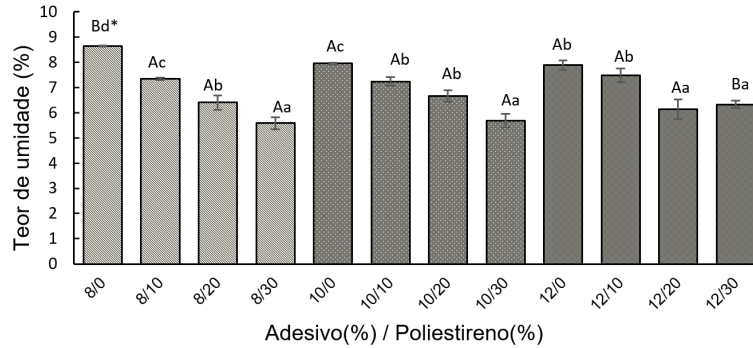 Teor de umidade (%)
10
9
8
7
6
5
4
3
2
1
0
Bd*
Ac
Ab
Aa
Ac
Ab
Ab
Aa
Ab
Ab
Aa
Ba
8/0
8/10
8/20
8/30
10/0
10/10
10/20
10/30
12/0
12/10
12/20
12/30
Adesivo(%) / Poliestireno(%)